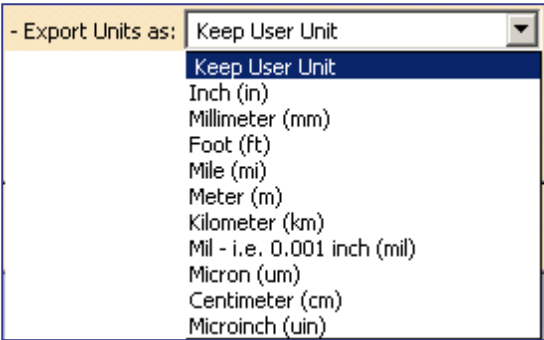 - Export Units as: Keep User Unit
Keep User Unit
Inch (in)
Millimeter (mm)
Foot (ft)
Mile (mi)
Meter (m)
Kilometer (km)
Mil - i.e. 0.001 inch (mil)
Micron (um)
Centimeter (cm)
Microinch (uin)